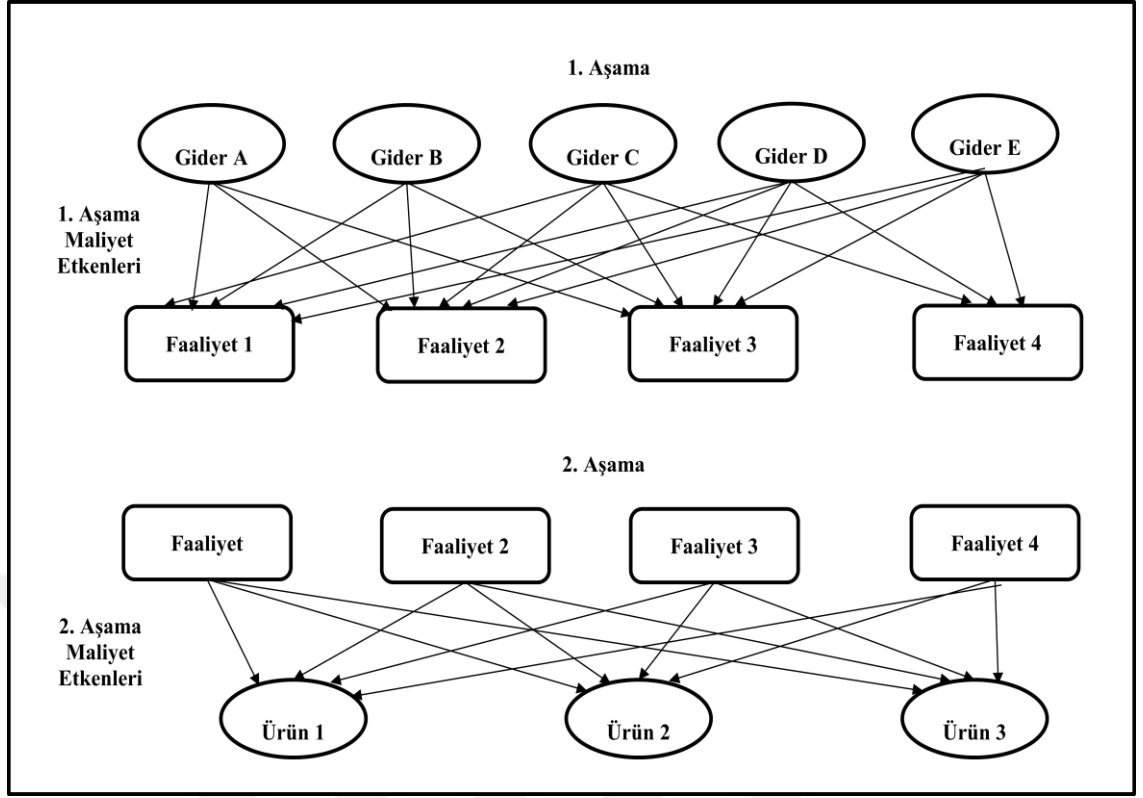 1. Aşama
Gider A
Gider B
Gider C
Gider D
Gider E
1. Aşama
Maliyet
Etkenleri
Faaliyet 1
Faaliyet 2
Faaliyet 3
Faaliyet 4
2. Aşama
Faaliyet
Faaliyet 2
Faaliyet 3
Faaliyet 4
2. Aşama
Maliyet
Etkenleri
Ürün 1
Ürün 2
Ürün 3